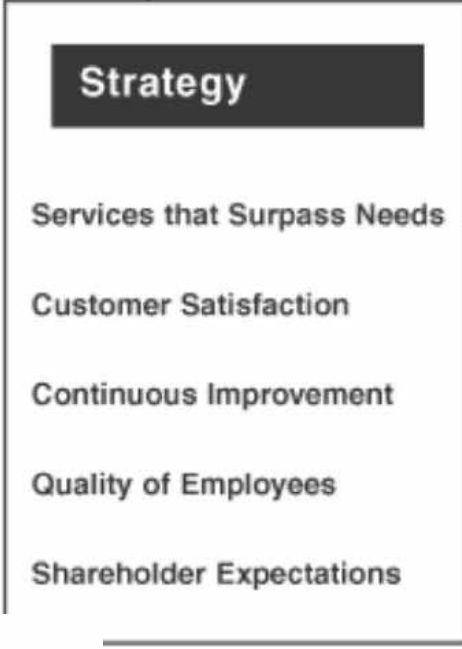 Strategy
Services that Surpass Needs
Customer Satisfaction
Continuous Improvement
Quality of Employees
Shareholder Expectations